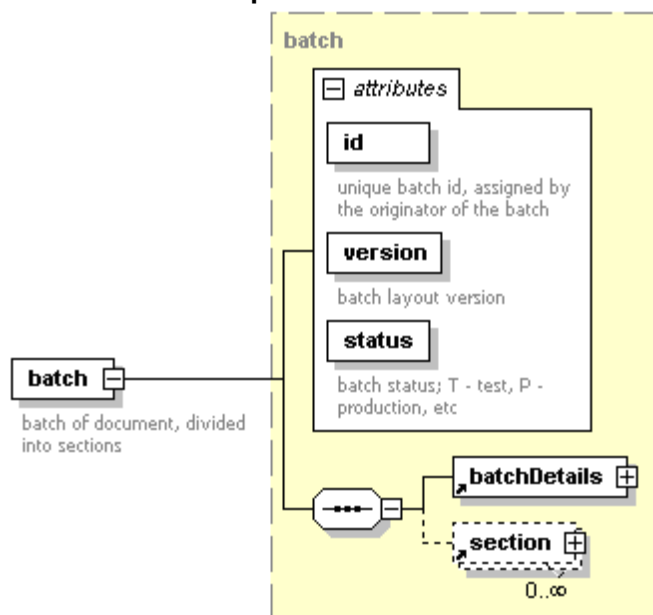 batch
attributes
id
unique batch id, assigned by
the originator of the batch
version
batch layout version
status
batch status; T - test, P -
production, etc
batch
batch of document, divided
into sections
batchDetails
section
0..∞